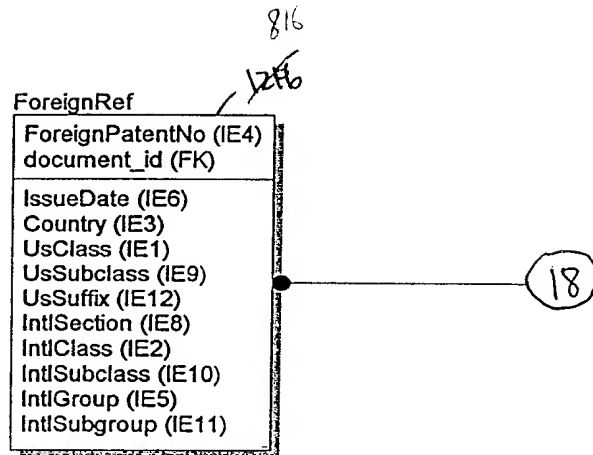 816
ForeignRef
ForeignPatentNo (IE4)
document_id (FK)
IssueDate (IE6)
Country (IE3)
UsClass (IE1)
UsSubclass (IE9)
UsSuffix (IE12)
IntlSection (IE8)
IntlClass (IE2)
IntlSubclass (IE10)
IntlGroup (IE5)
IntlSubgroup (IE11)
18